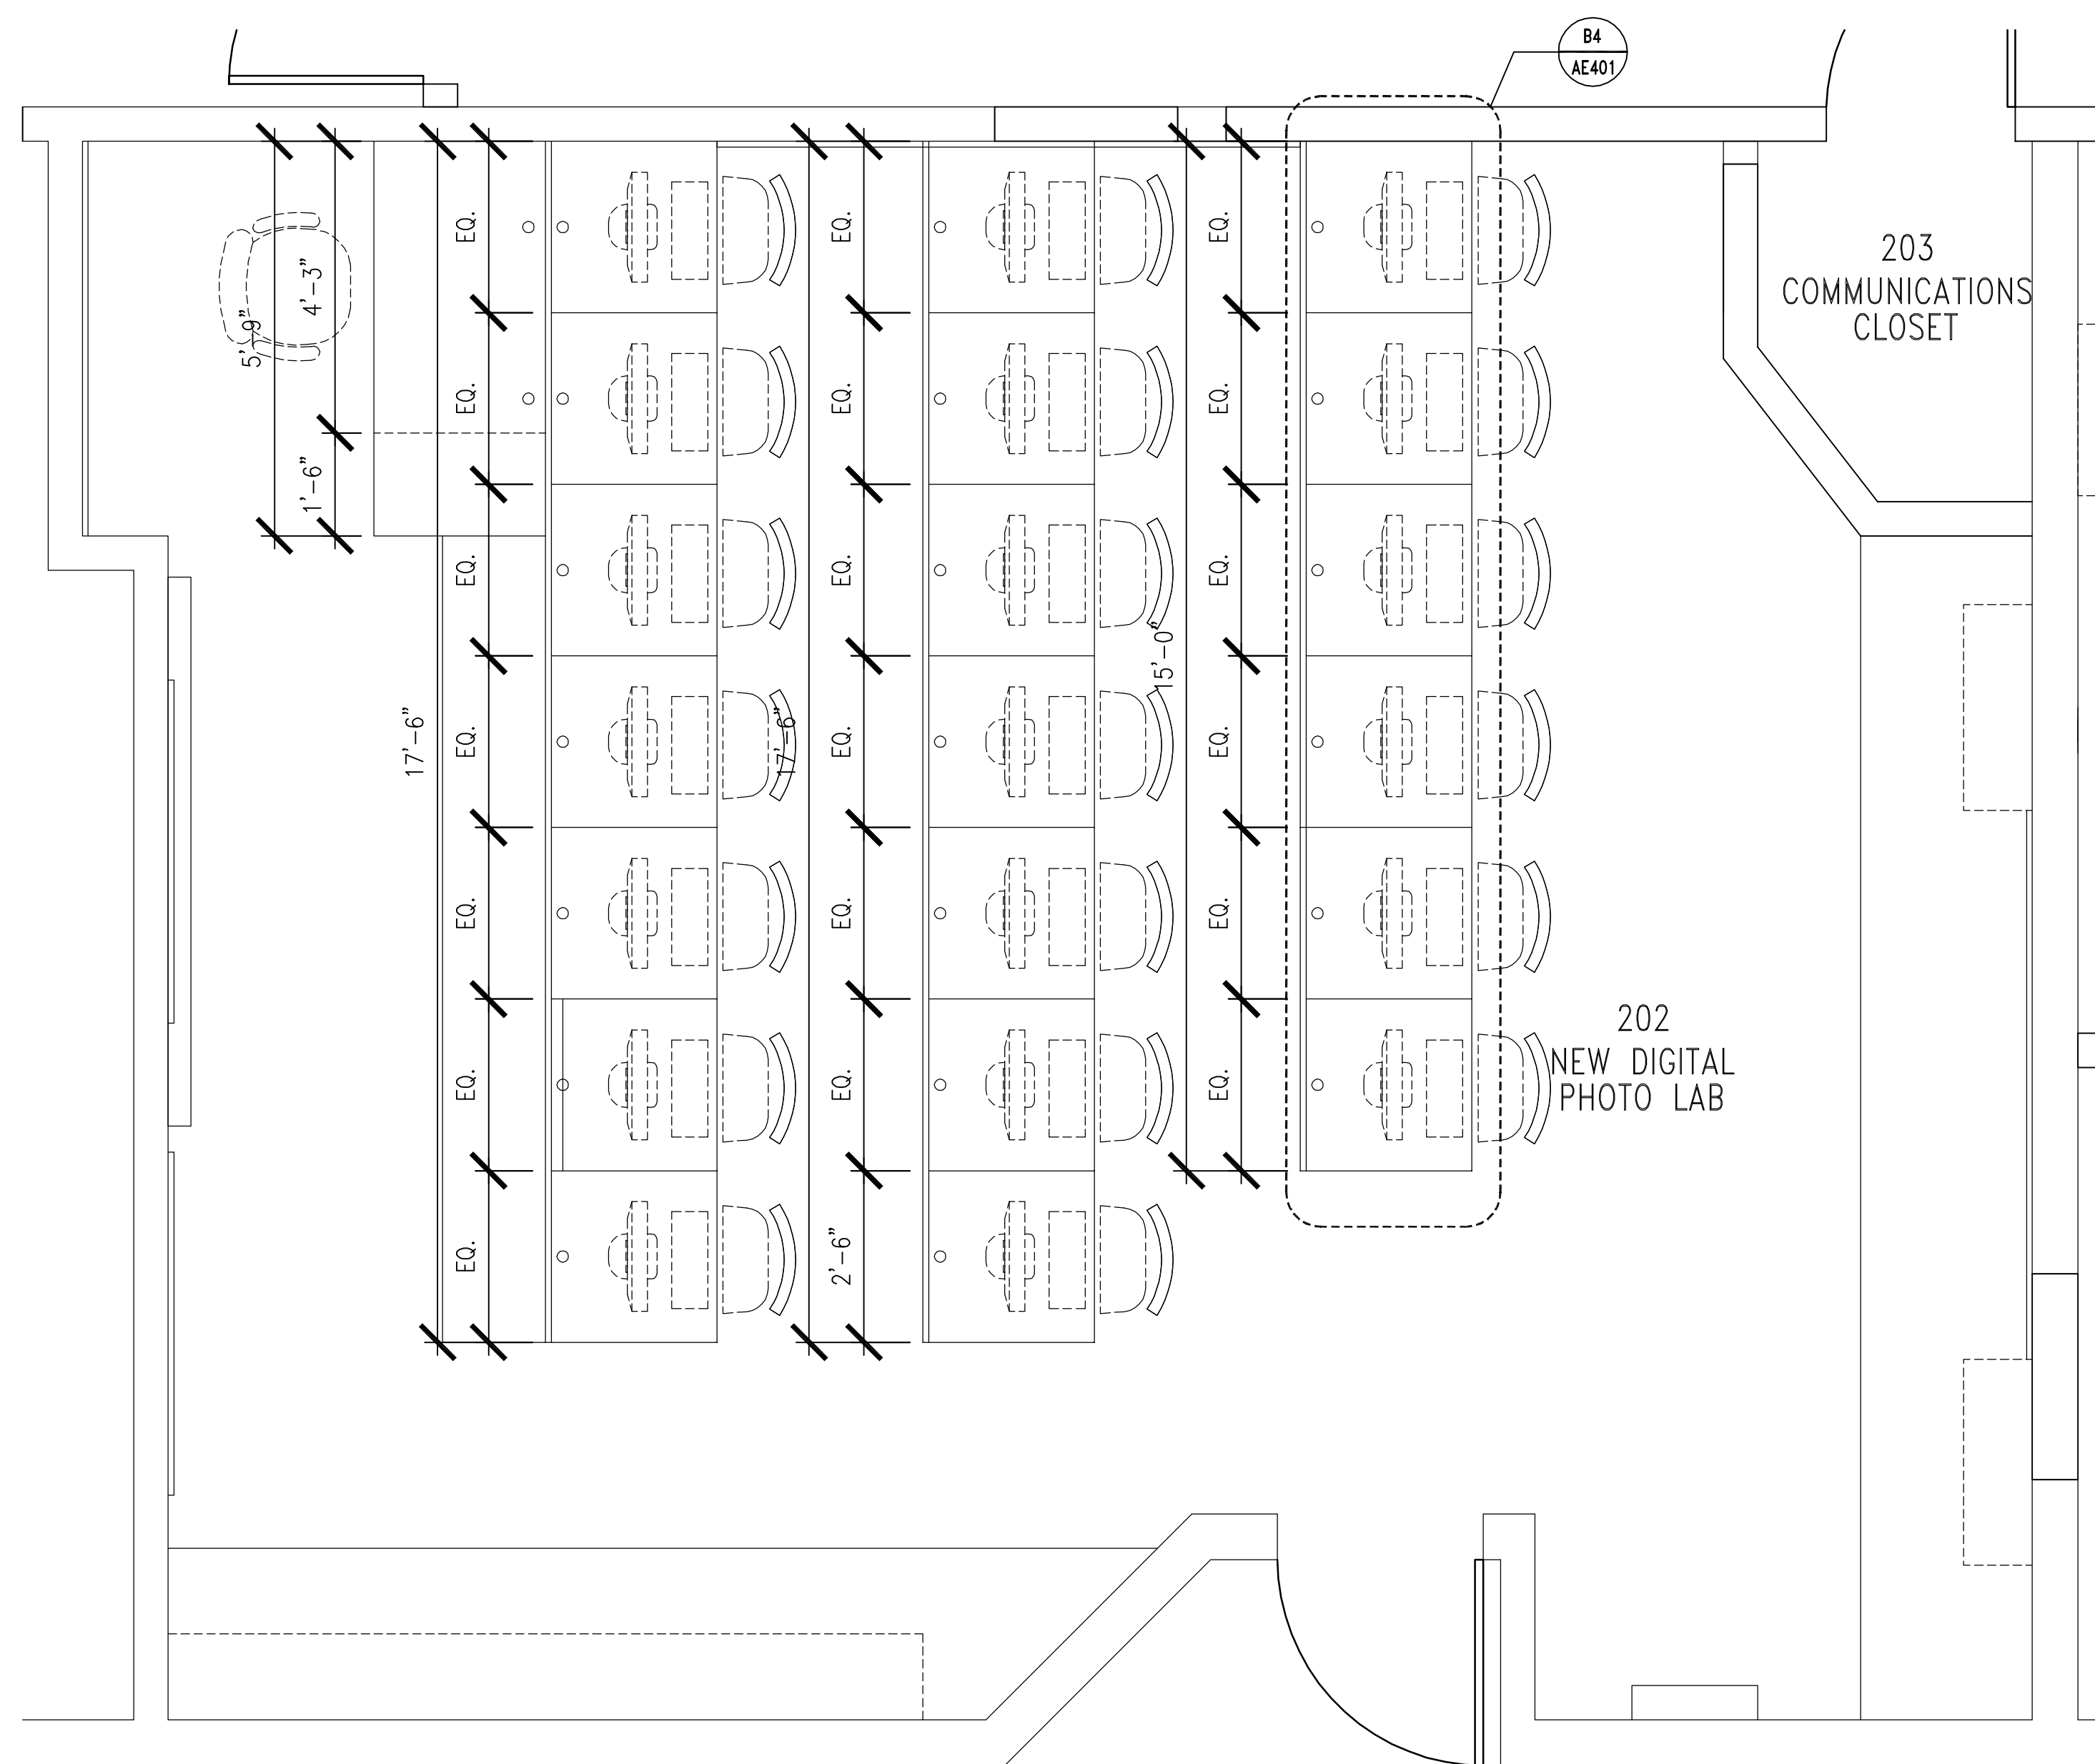 B4
AE401
203
COMMUNICATIONS
CLOSET
5'-9"
4'-3"
1'-6"
17'-6"
EQ.
EQ.
EQ.
EQ.
EQ.
EQ.
EQ.
17'-6"
EQ.
EQ.
EQ.
EQ.
EQ.
EQ.
2'-6"
15'-0"
EQ.
EQ.
EQ.
EQ.
EQ.
EQ.
202
NEW DIGITAL
PHOTO LAB